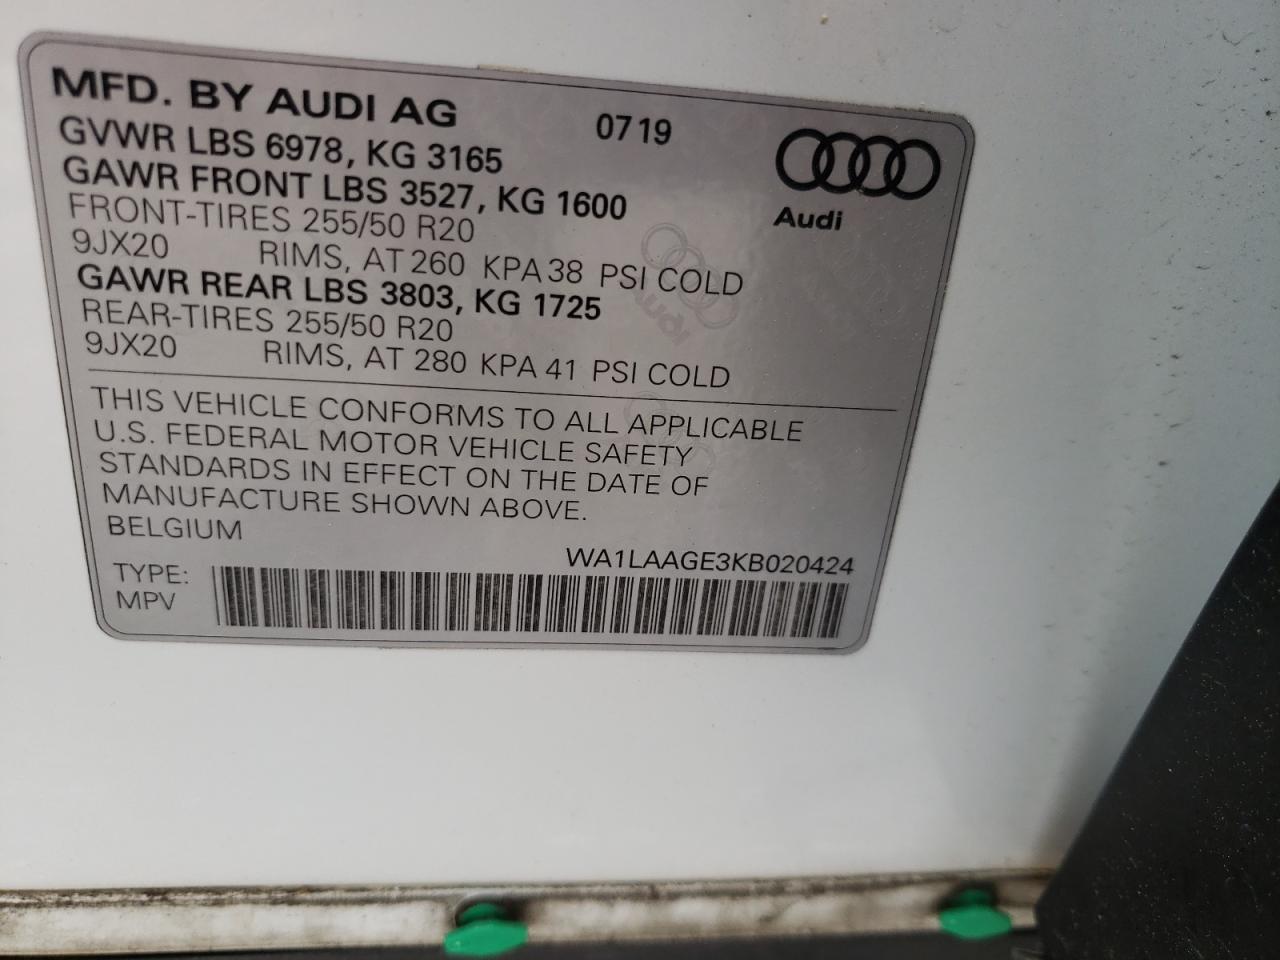 MFD. BY AUDI AG 0719
GVWR LBS 6978, KG 3165
GAWR FRONT LBS 3527, KG 1600
Audi
FRONT-TIRES 255/50 R20
9JX20 RIMS, AT 260 KPA 38 PSI COLD
GAWR REAR LBS 3803, KG 1725
REAR-TIRES 255/50 R20
9JX20 RIMS, AT 280 KPA 41 PSI COLD
THIS VEHICLE CONFORMS TO ALL APPLICABLE
U.S. FEDERAL MOTOR VEHICLE SAFETY
STANDARDS IN EFFECT ON THE DATE OF
MANUFACTURE SHOWN ABOVE.
BELGIUM
WA1LAAGE3KB020424
TYPE:
MPV